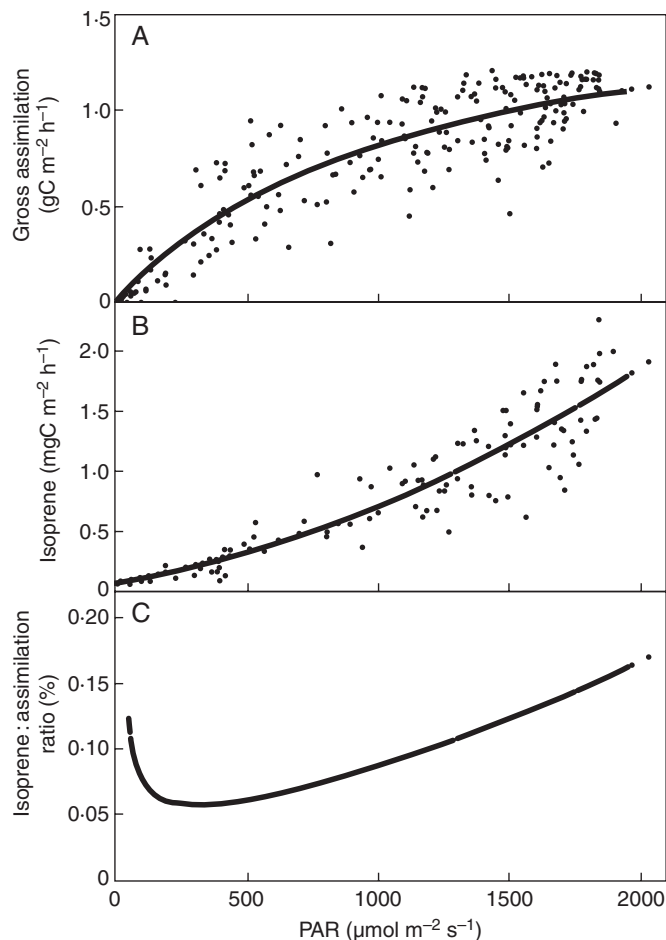 A
1·5
1·0
0·5
0
Gross assimilation
(gC m⁻² h⁻¹)
B
2·0
1·5
1·0
0·5
0
Isoprene (mgC m⁻² h⁻¹)
C
0·20
0·15
0·10
0·05
0
Isoprene : assimilation
ratio (%)
0 500 1000 1500 2000
PAR (µmol m⁻² s⁻¹)